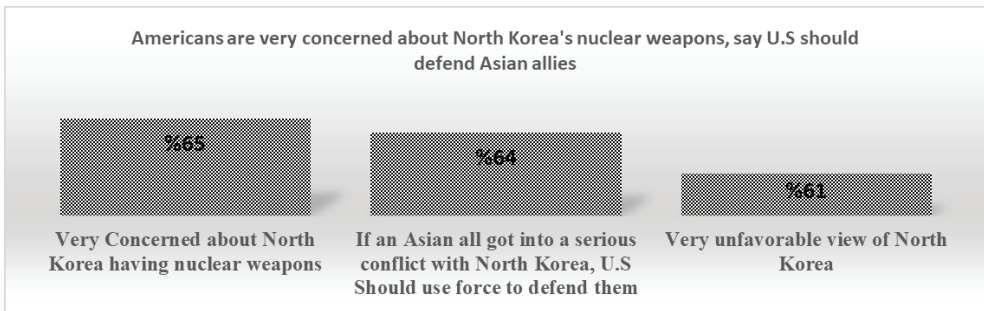 Americans are very concerned about North Korea's nuclear weapons, say U.S should
defend Asian allies
%65
%64
%61
Very Concerned about North
Korea having nuclear weapons
If an Asian all got into a serious
conflict with North Korea, U.S
Should use force to defend them
Very unfavorable view of North
Korea